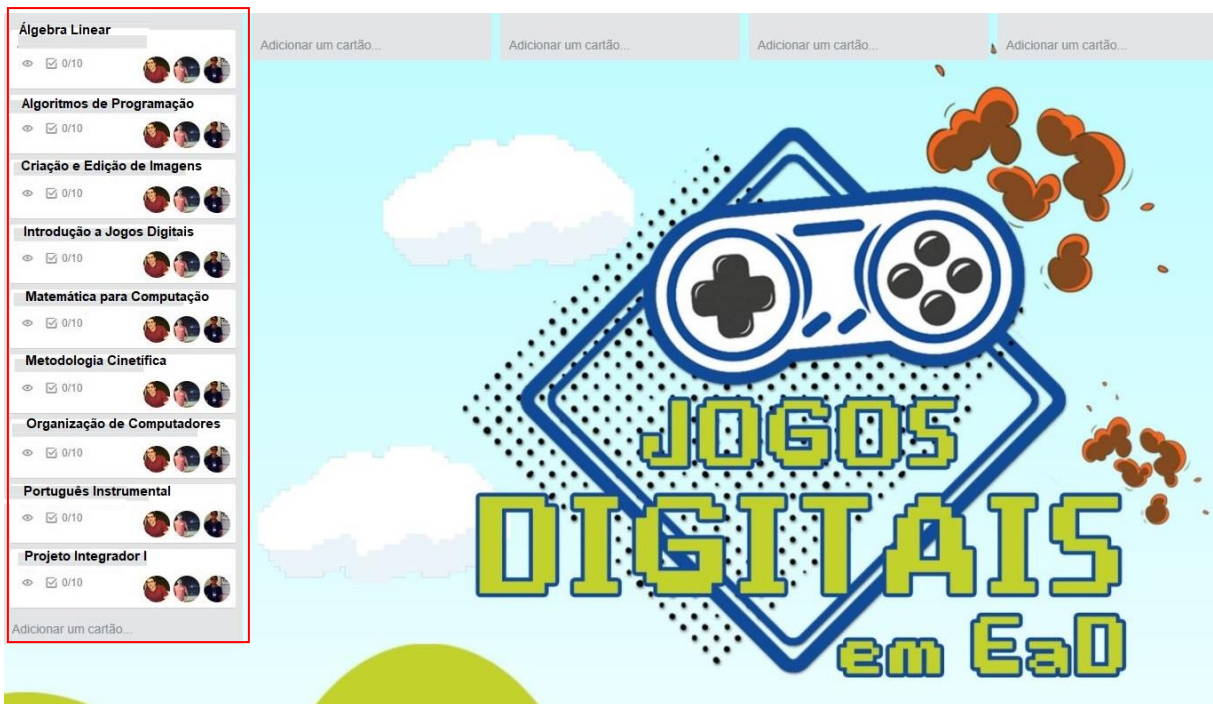 Álgebra Linear
0/10
Algoritmos de Programação
0/10
Criação e Edição de Imagens
0/10
Introdução a Jogos Digitais
0/10
Matemática para Computação
0/10
Metodologia Cinetífica
0/10
Organização de Computadores
0/10
Português Instrumental
0/10
Projeto Integrador I
0/10
Adicionar um cartão...
Adicionar um cartão...
Adicionar um cartão...
Adicionar um cartão...
Adicionar um cartão...
JOGOS
DIGITAIS
em EaD